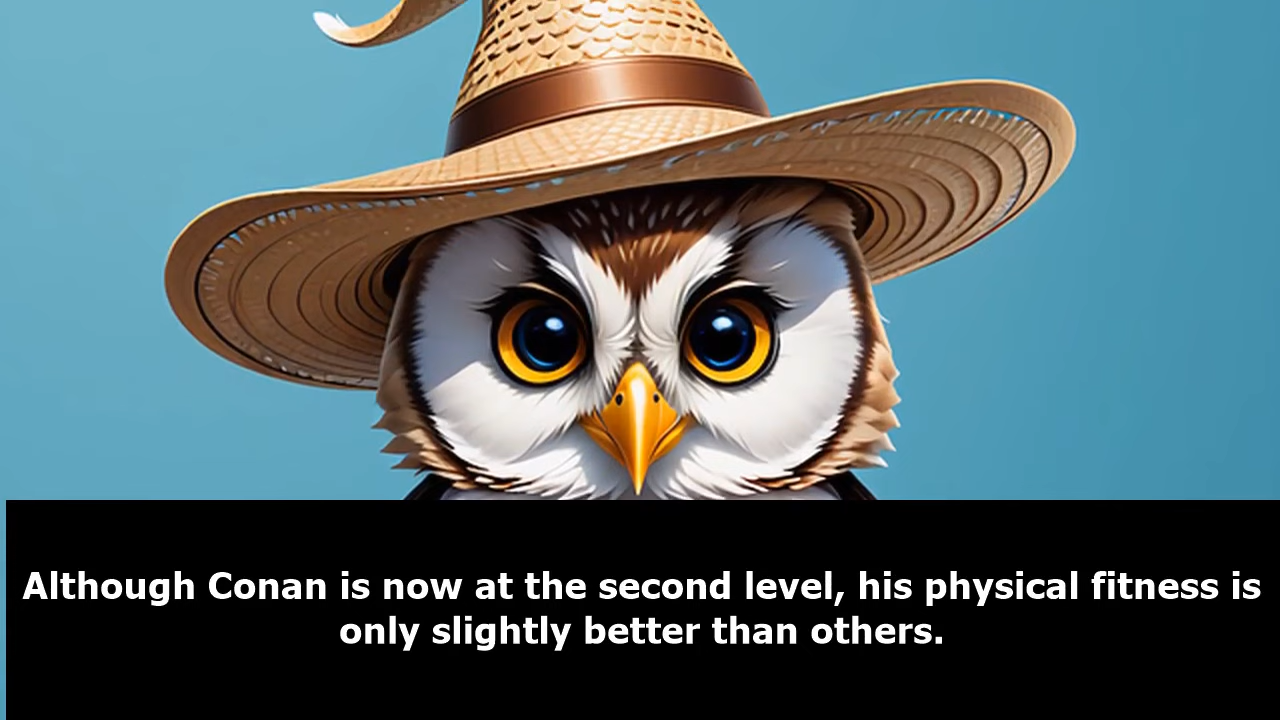 Although Conan is now at the second level, his physical fitness is
only slightly better than others.